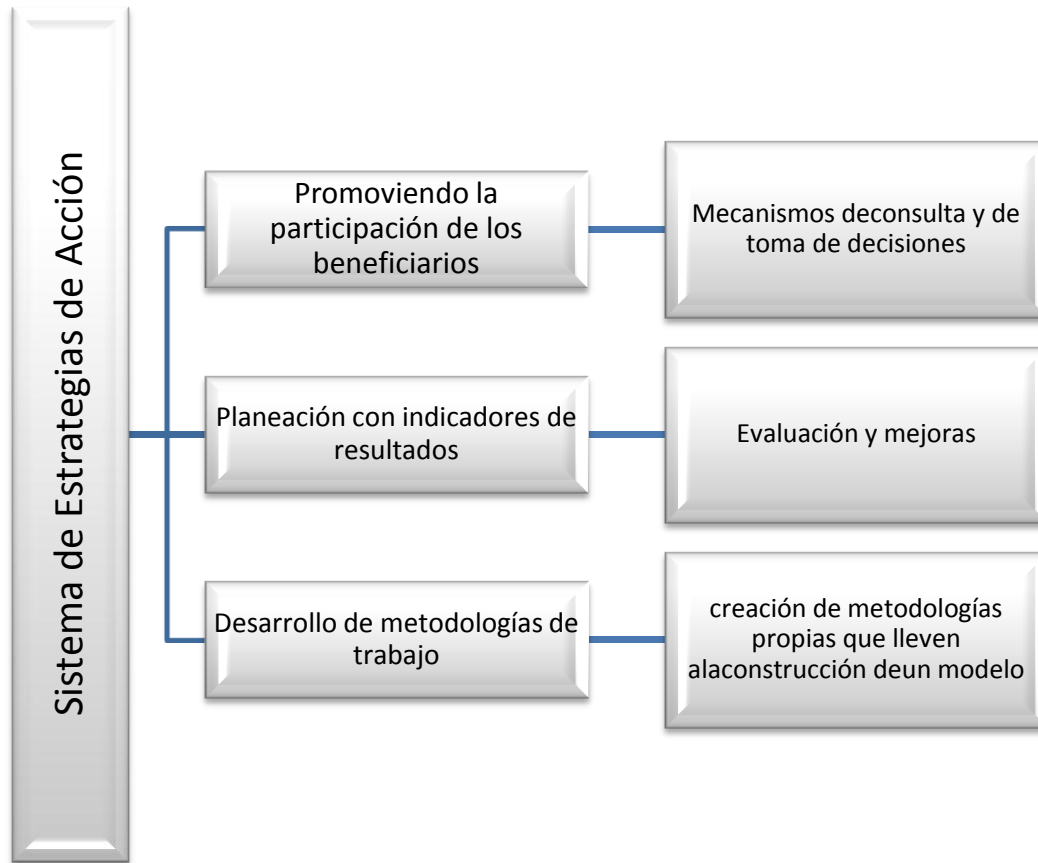 Sistema de Estrategias de Acción
Promoviendo la
participación de los
beneficiarios
Mecanismos deconsulta y de
toma de decisiones
Planeación con indicadores de
resultados
Evaluación y mejoras
Desarrollo de metodologías de
trabajo
creación de metodologías
propias que lleven
alaconstrucción deun modelo